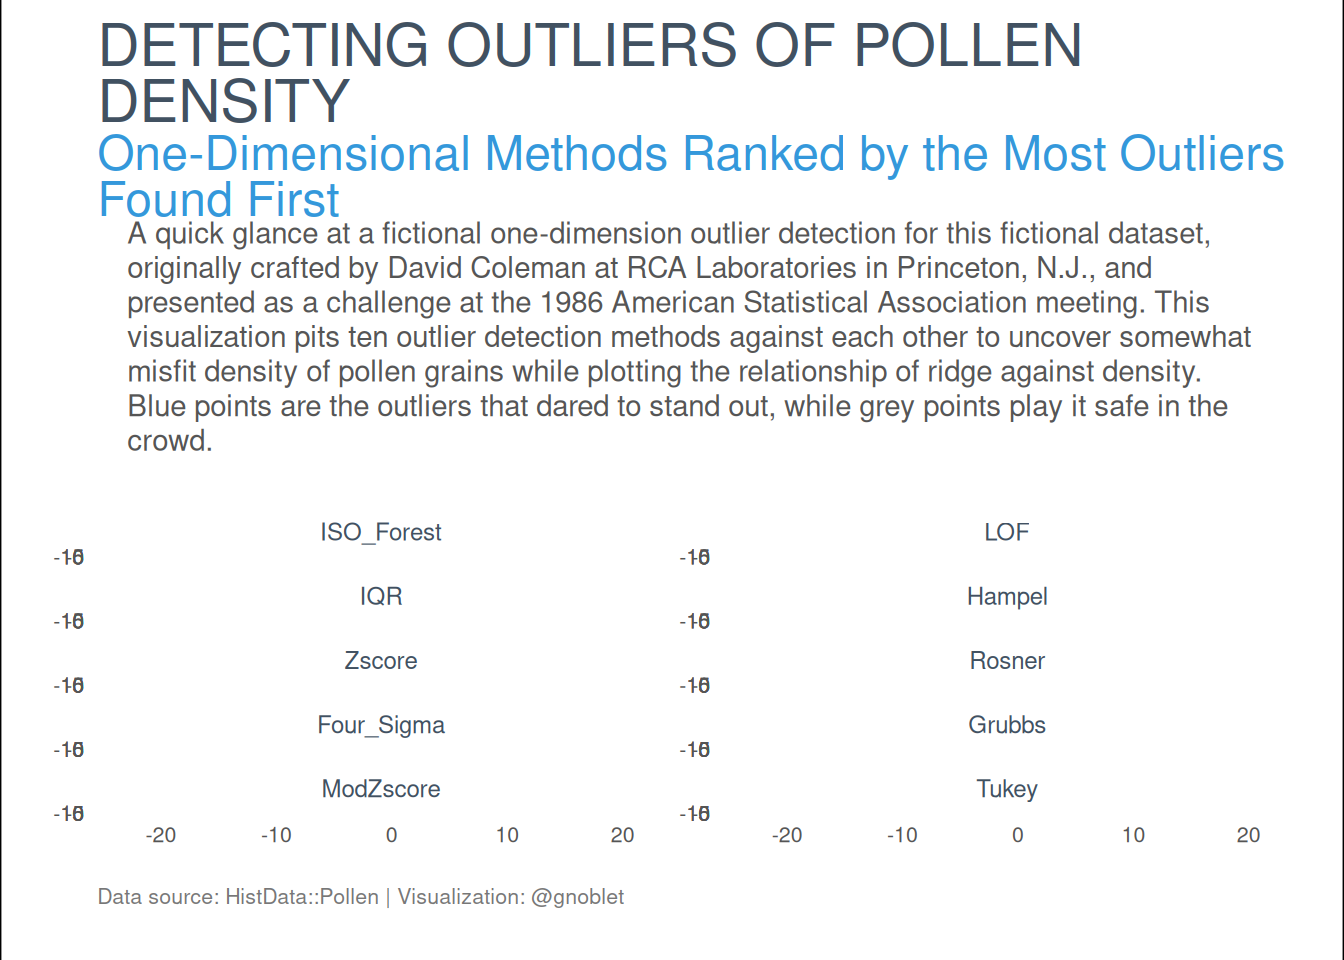 DETECTING OUTLIERS OF POLLEN
DENSITY
One-Dimensional Methods Ranked by the Most Outliers
Found First
A quick glance at a fictional one-dimension outlier detection for this fictional dataset,
originally crafted by David Coleman at RCA Laboratories in Princeton, N.J., and
presented as a challenge at the 1986 American Statistical Association meeting. This
visualization pits ten outlier detection methods against each other to uncover somewhat
misfit density of pollen grains while plotting the relationship of ridge against density.
Blue points are the outliers that dared to stand out, while grey points play it safe in the
crowd.
ISO_Forest LOF
IQR Hampel
Zscore Rosner
Four_Sigma Grubbs
ModZscore Tukey
-20 -10 0 10 20 -20 -10 0 10 20
Data source: HistData::Pollen | Visualization: @gnoblet